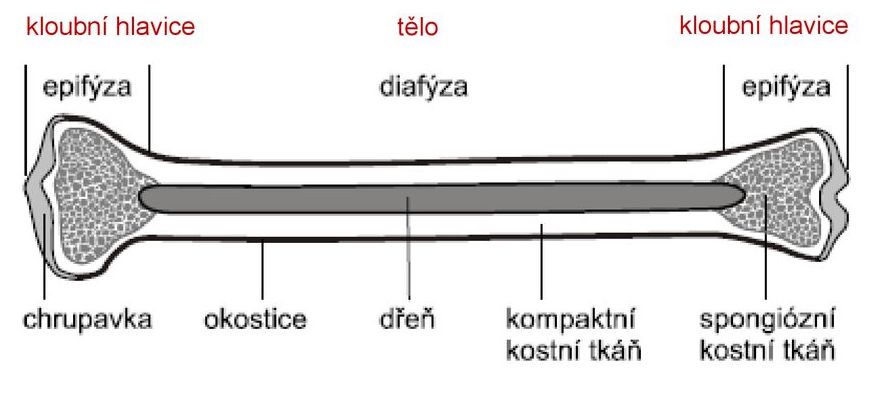 kloubní hlavice
tělo
kloubní hlavice
epifýza
diafýza
epifýza
chrupavka
okostice
dřeň
kompaktní
kostní tkáň
spongiózní
kostní tkáň